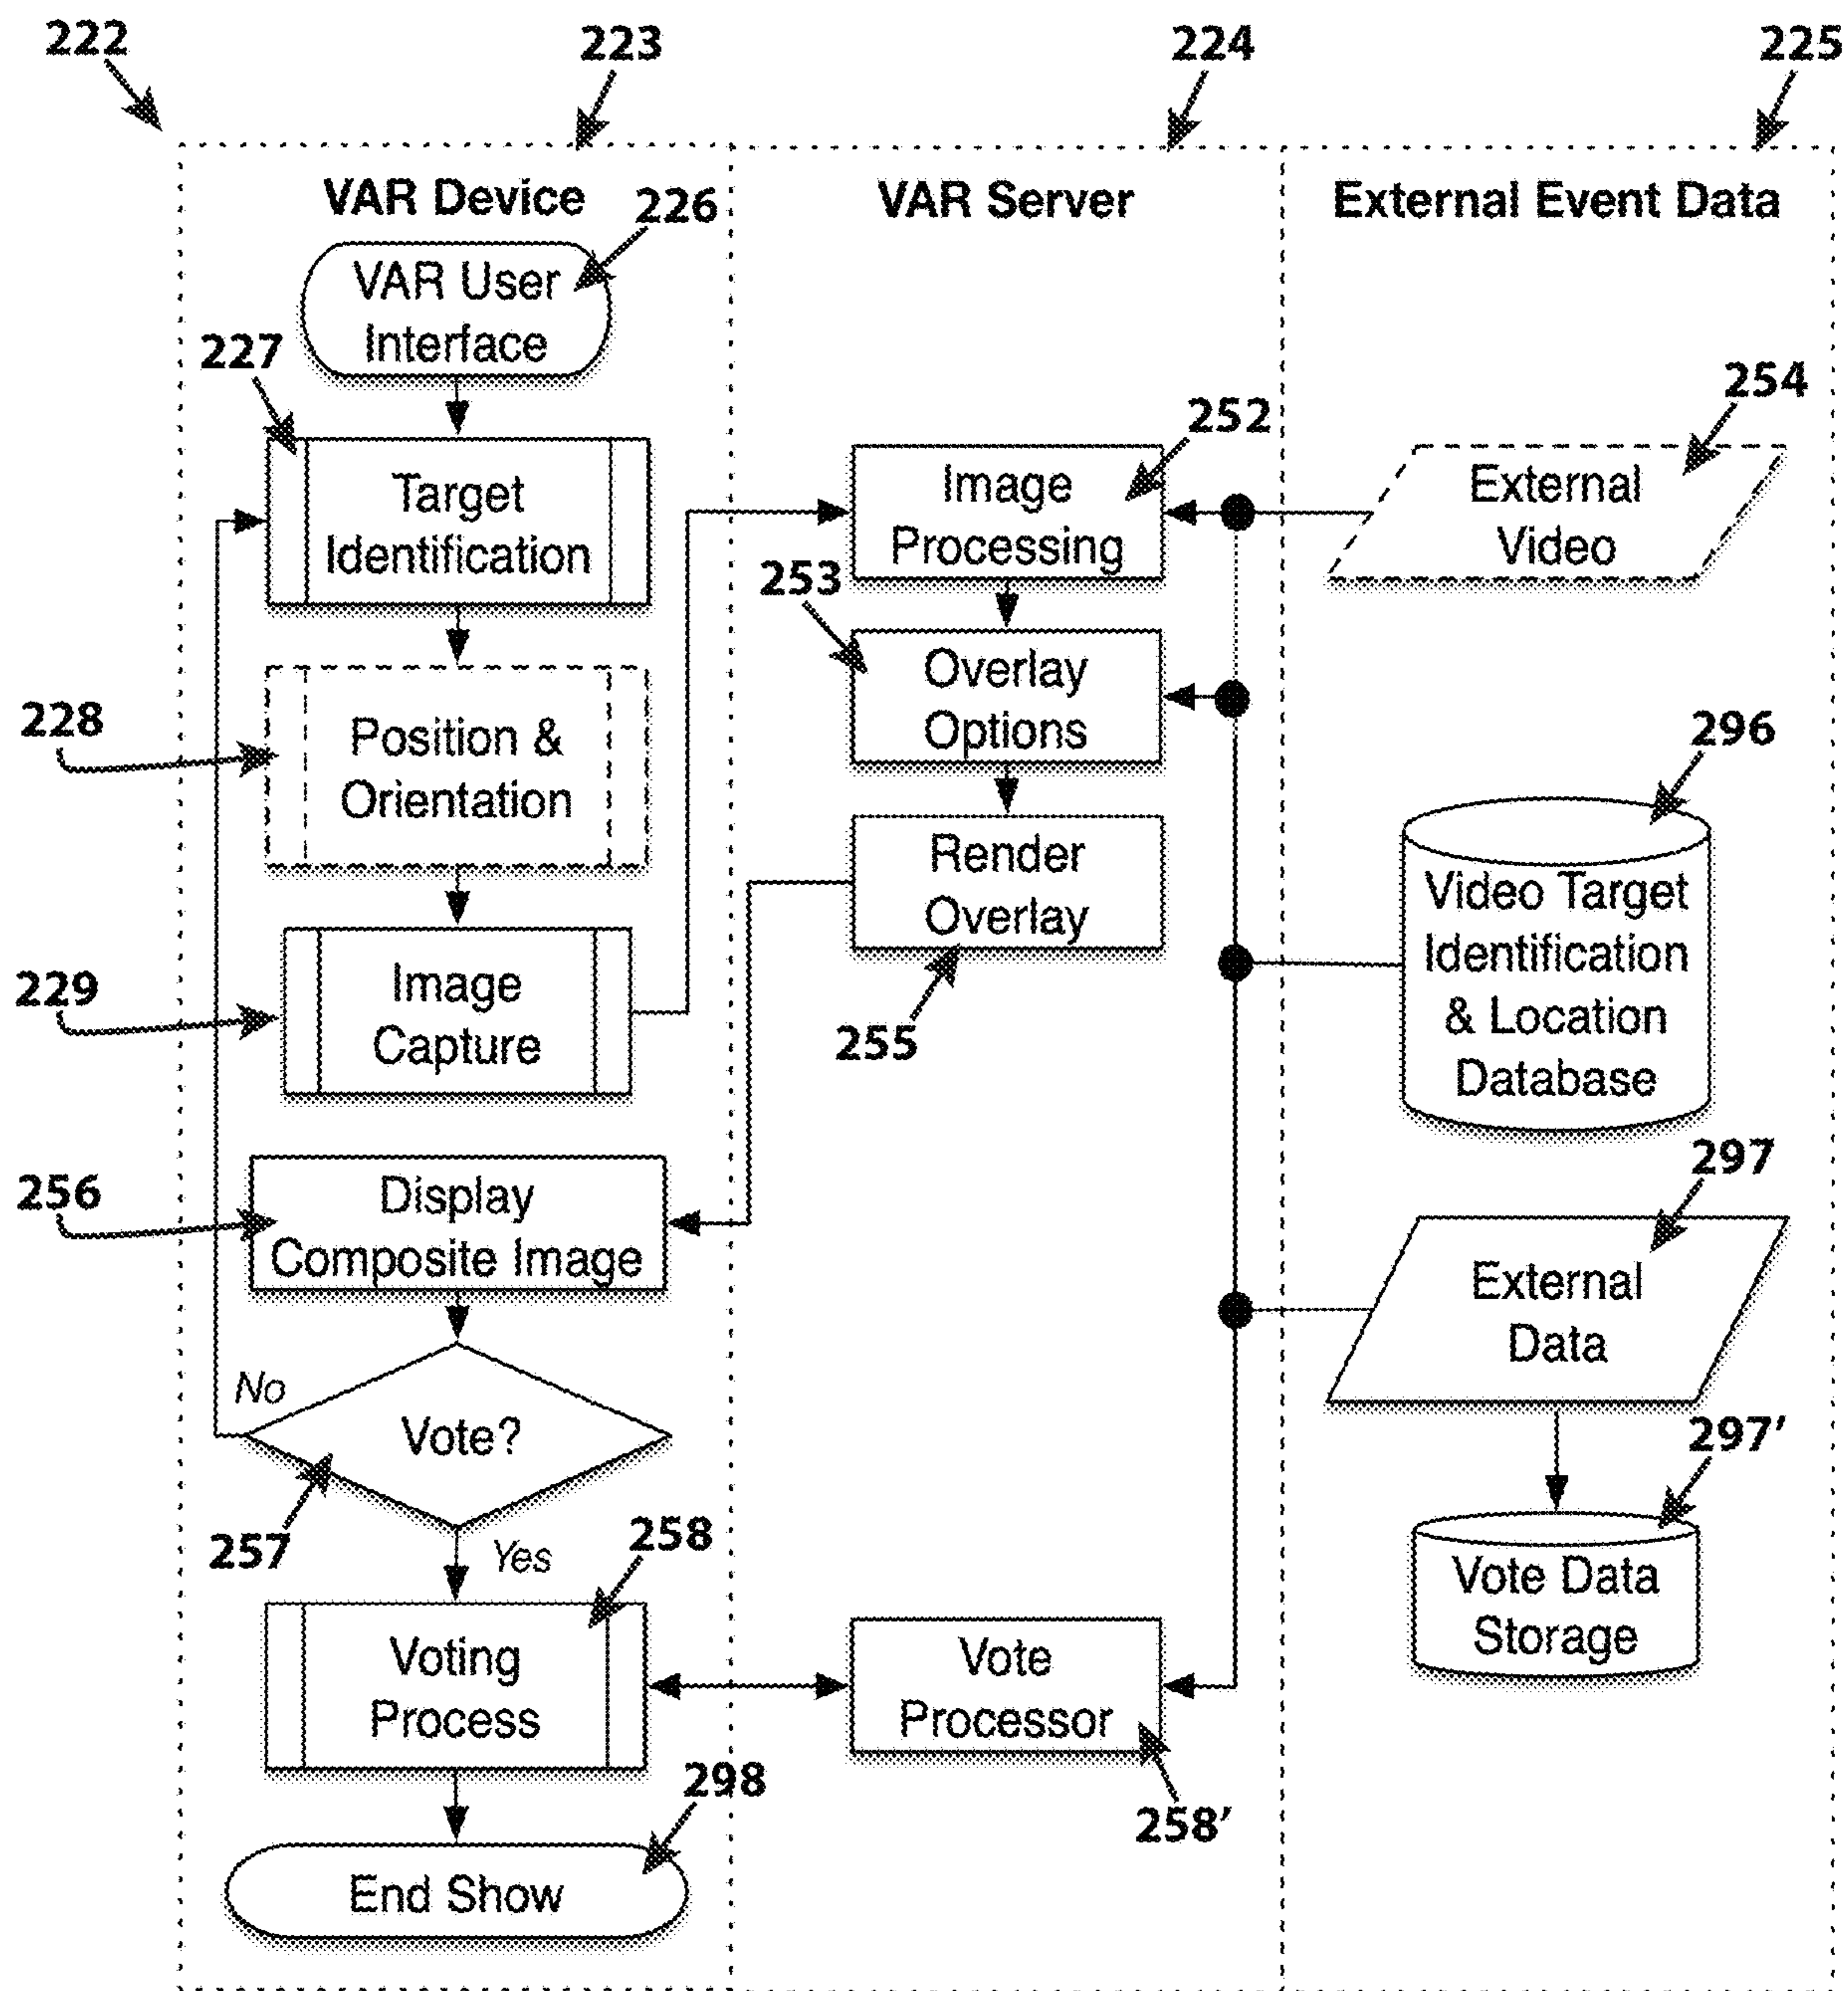 222
223
224
225
VAR Device
VAR Server
External Event Data
226
VAR User
Interface
227
Target
Identification
228
Position &
Orientation
229
Image
Capture
256
Display
Composite Image
No
Vote?
257
Yes
258
Voting
Process
298
End Show
252
Image
Processing
253
Overlay
Options
Render
Overlay
255
Vote
Processor
258'
254
External
Video
296
Video Target
Identification
& Location
Database
297
External
Data
297'
Vote Data
Storage